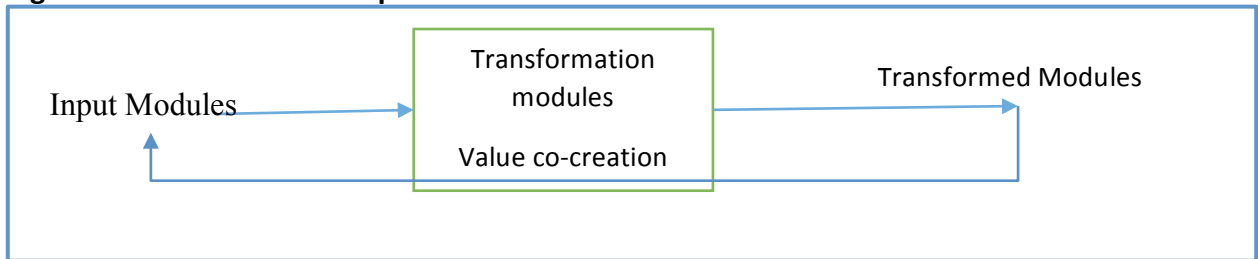 Input Modules
Transformation
modules
Value co-creation
Transformed Modules